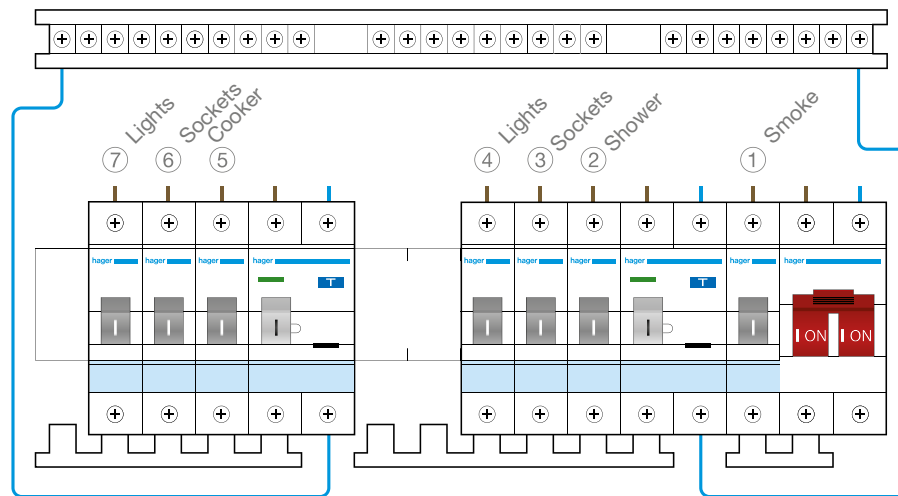 Lights
Sockets
Cooker
Lights
Sockets
Shower
Smoke
7
6
5
4
3
2
1
hager
hager
hager
hager
hager
hager
hager
hager
hager
hager
T
T
I
I
I
I
I
I
I
I
I
I ON
I ON